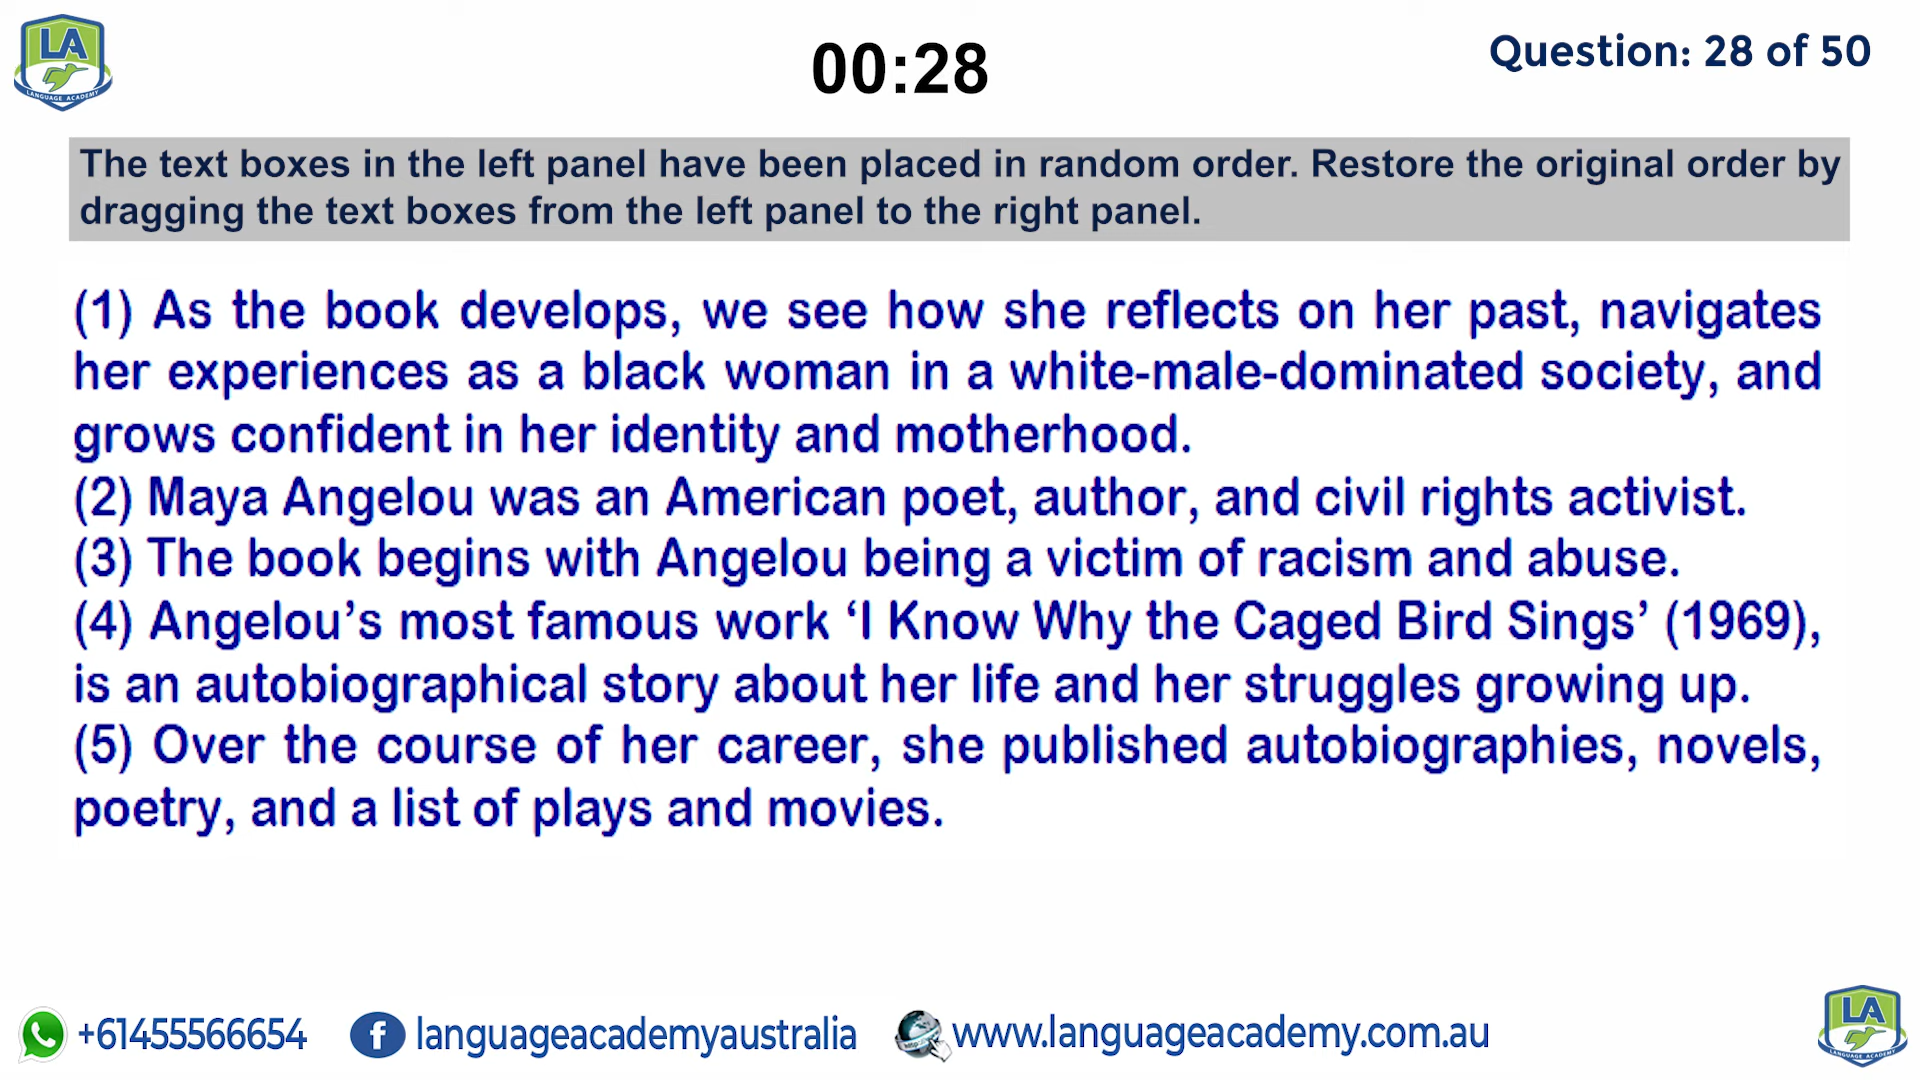 LA
LANGUAGE ACADEMY
00:28
Question: 28 of 50
The text boxes in the left panel have been placed in random order. Restore the original order by
dragging the text boxes from the left panel to the right panel.
(1) As the book develops, we see how she reflects on her past, navigates
her experiences as a black woman in a white-male-dominated society, and
grows confident in her identity and motherhood.
(2) Maya Angelou was an American poet, author, and civil rights activist.
(3) The book begins with Angelou being a victim of racism and abuse.
(4) Angelou’s most famous work ‘I Know Why the Caged Bird Sings’ (1969),
is an autobiographical story about her life and her struggles growing up.
(5) Over the course of her career, she published autobiographies, novels,
poetry, and a list of plays and movies.
+61455566654
languageacademyaustralia
www.languageacademy.com.au
LA
LANGUAGE ACADEMY